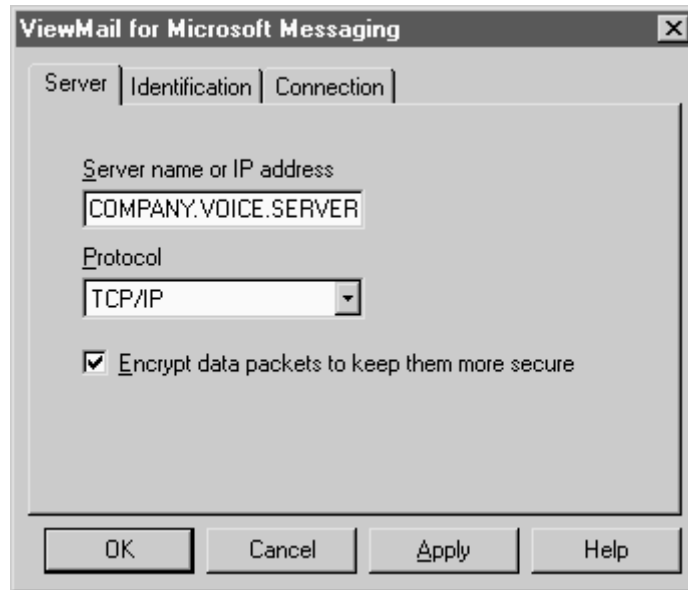 ViewMail for Microsoft Messaging
Server Identification Connection
Server name or IP address
COMPANY.VOICE.SERVER
Protocol
TCP/IP
Encrypt data packets to keep them more secure
OK Cancel Apply Help